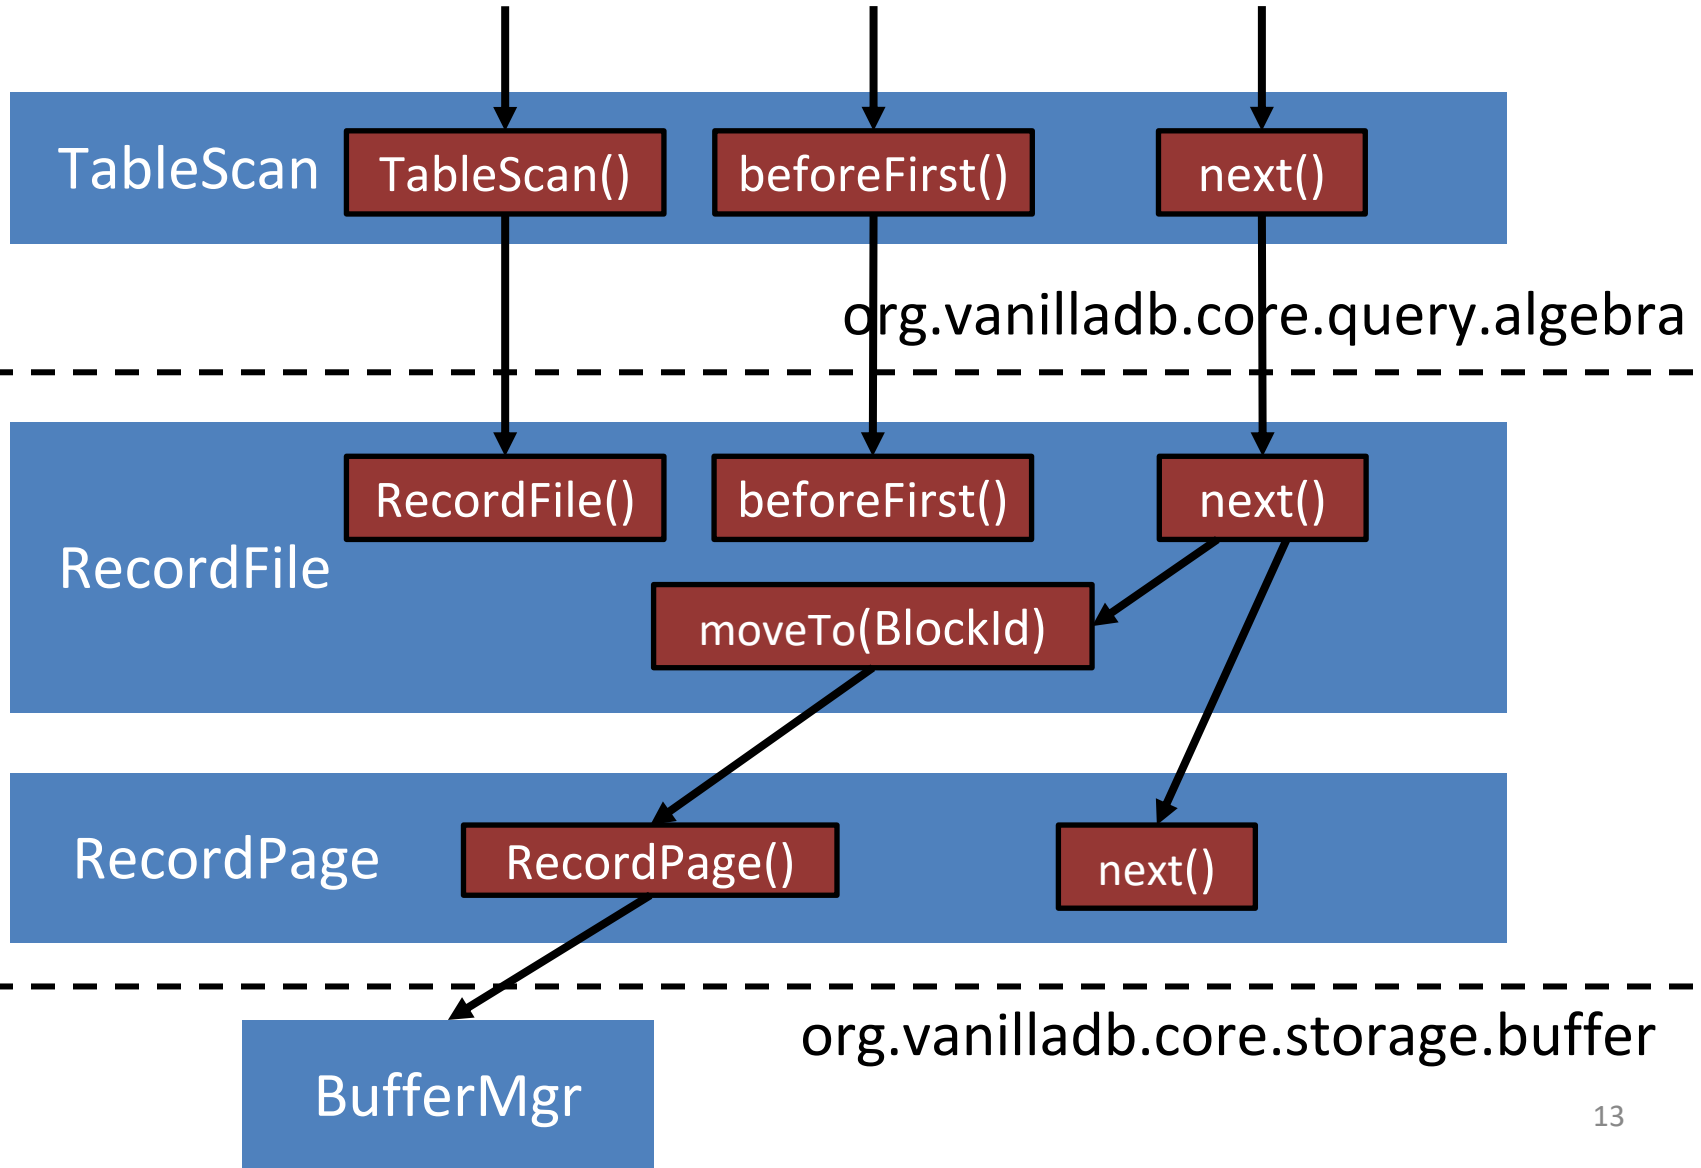 TableScan
TableScan()
beforeFirst()
next()
org.vanilladb.core.query.algebra
RecordFile
RecordFile()
beforeFirst()
next()
moveTo(BlockId)
RecordPage
RecordPage()
next()
org.vanilladb.core.storage.buffer
BufferMgr
13